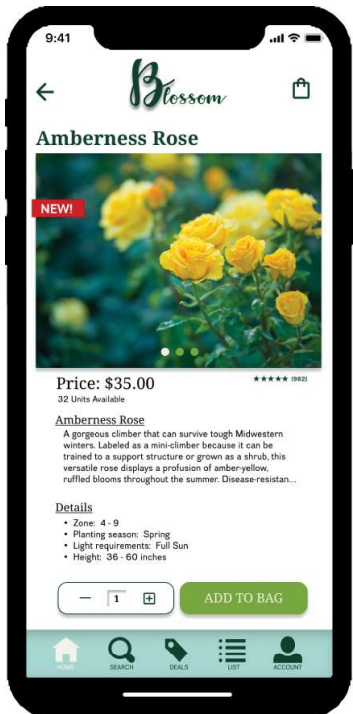 9:41
Blossom
Amberness Rose
NEW!
Price: $35.00
★★★★★ (962)
32 Units Available
Amberness Rose
A gorgeous climber that can survive tough Midwestern
winters. Labeled as a mini-climber because it can be
trained to a support structure or grown as a shrub, this
versatile rose displays a profusion of amber-yellow,
ruffled blooms throughout the summer. Disease-resistan...
Details
• Zone: 4 - 9
• Planting season: Spring
• Light requirements: Full Sun
• Height: 36 - 60 inches
1
ADD TO BAG
HOME SEARCH DEALS LIST ACCOUNT